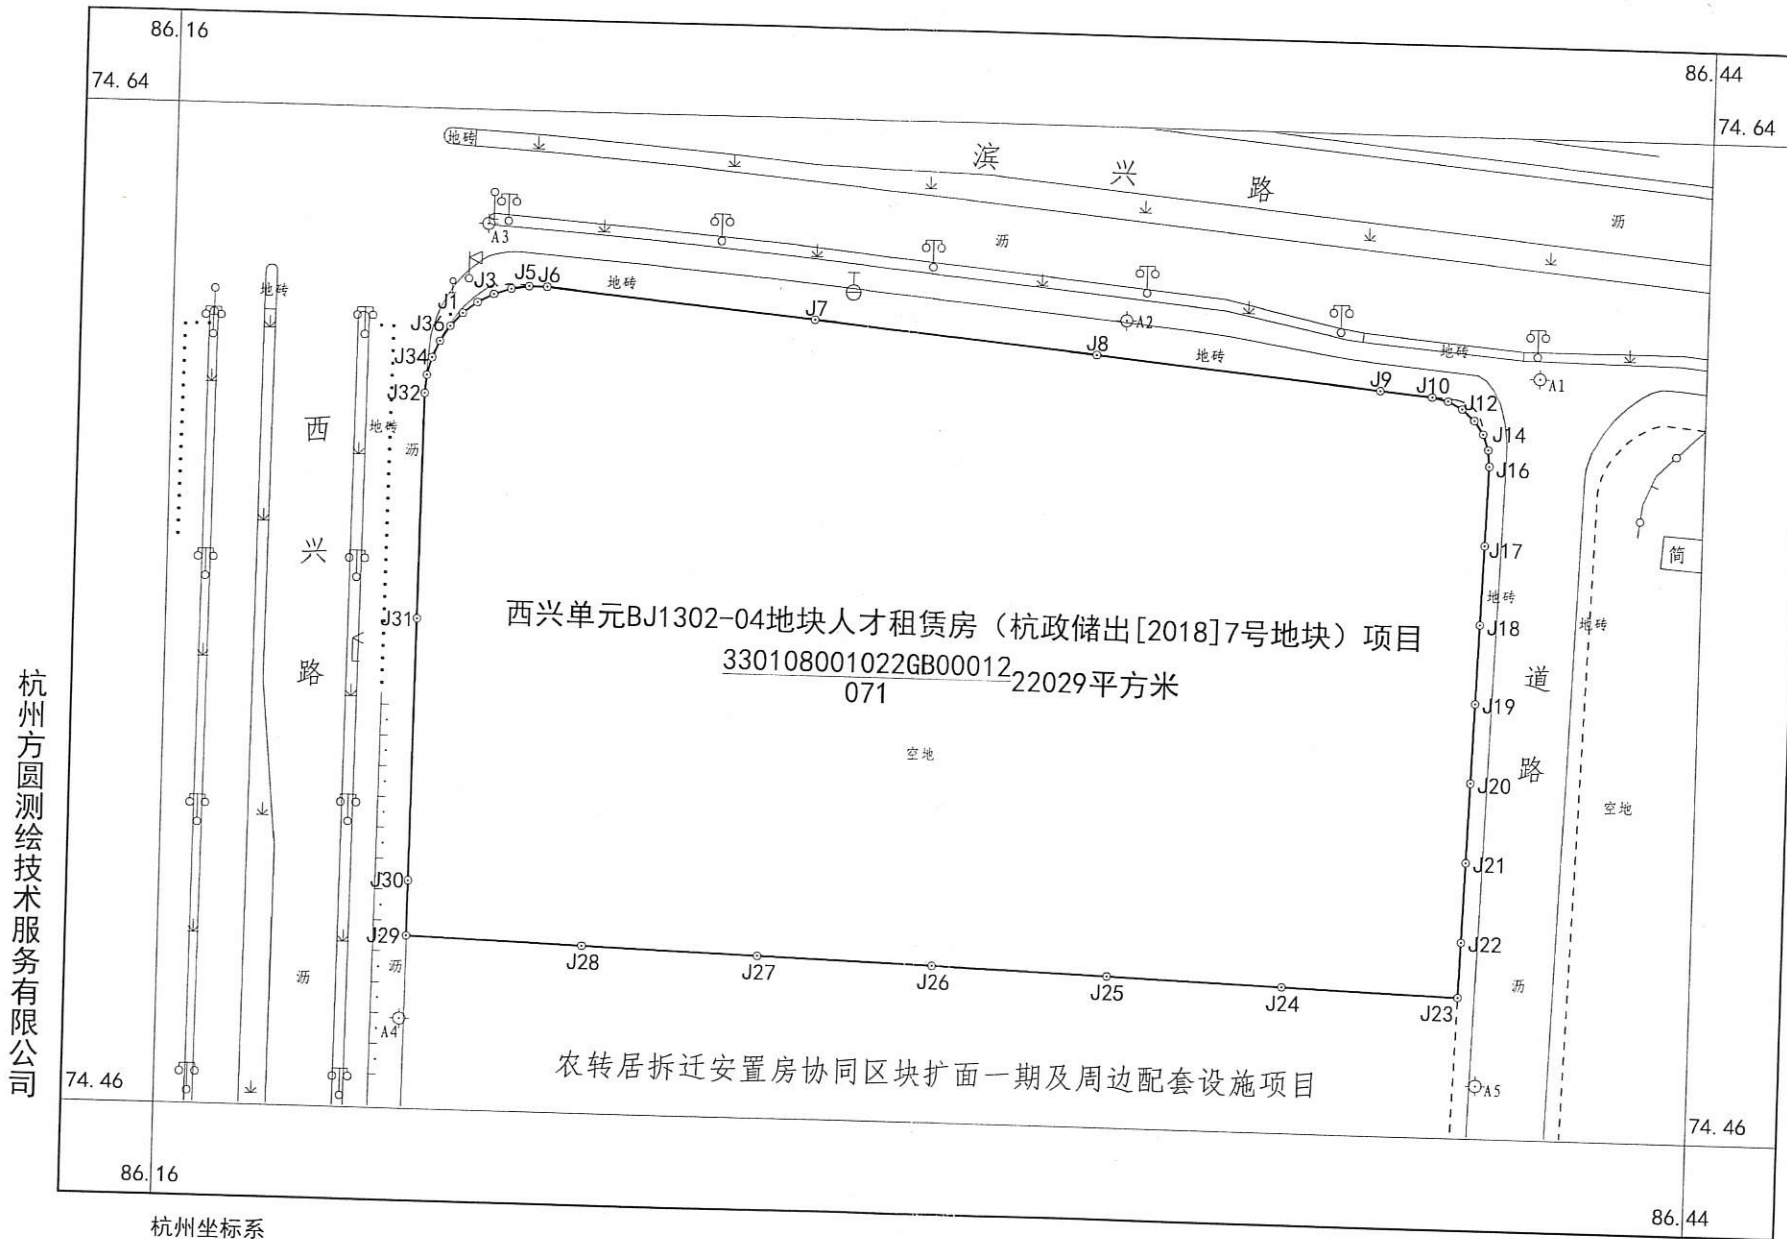 86.16
86.44
74.64
74.64
地砖
滨兴路
沥
沥
A3
J3
J5
J6
地砖
地砖
J1
J36
J34
J32
J7
A2
J8
地砖
地砖
J9
J10
A1
J12
J14
J16
西兴路
地砖
沥
J17
简
地砖
地砖
J18
J31
西兴单元BJ1302-04地块人才租赁房（杭政储出[2018]7号地块）项目
330108001022GB00012
071
22029平方米
道路
J19
空地
J20
空地
J21
J30
J29
J22
沥
沥
沥
J28
J27
J26
J25
J24
J23
A4
A5
农转居拆迁安置房协同区块扩面一期及周边配套设施项目
74.46
74.46
86.16
86.44
杭州坐标系
杭州方圆测绘技术服务有限公司